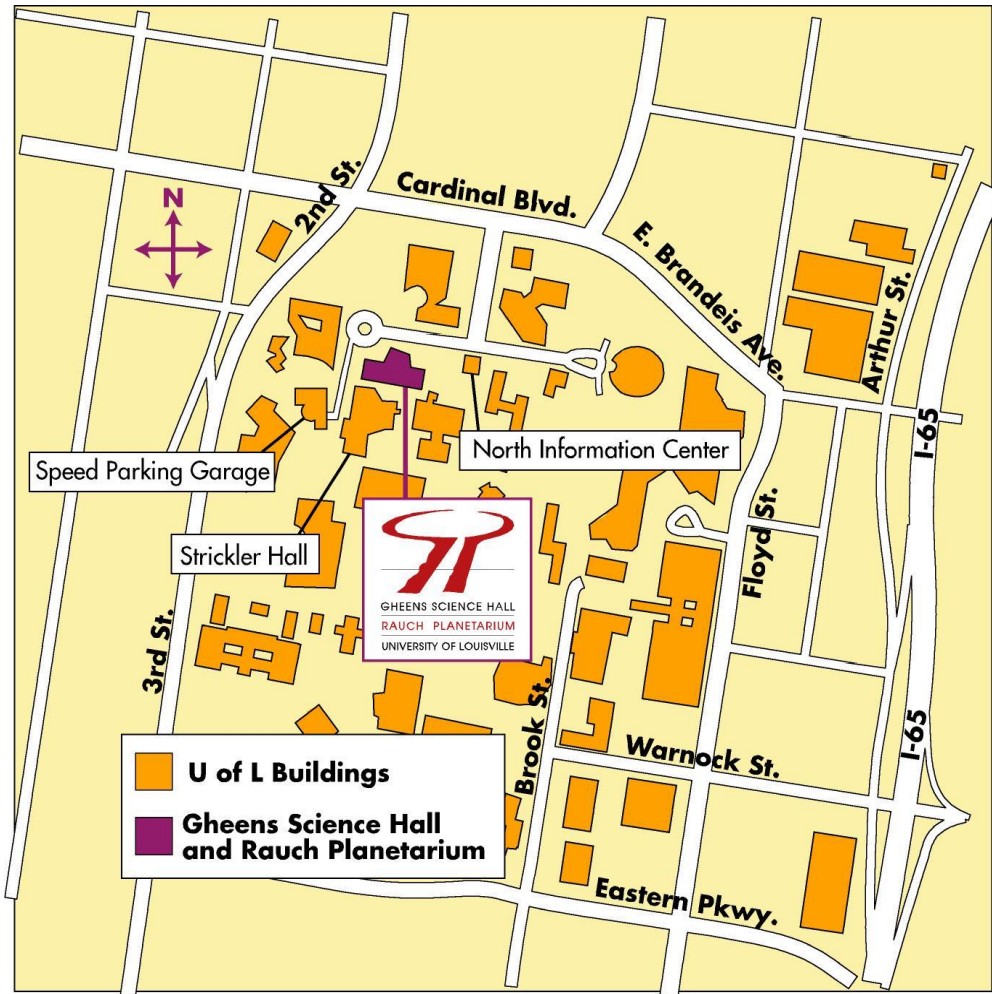 N
2nd St.
Cardinal Blvd.
E. Brandeis Ave.
Arthur St.
I-65
North Information Center
Speed Parking Garage
Strickler Hall
Floyd St.
GHEENS SCIENCE HALL
RAUCH PLANETARIUM
UNIVERSITY OF LOUISVILLE
3rd St.
Brook St.
I-65
Warnock St.
U of L Buildings
Gheens Science Hall
and Rauch Planetarium
Eastern Pkwy.